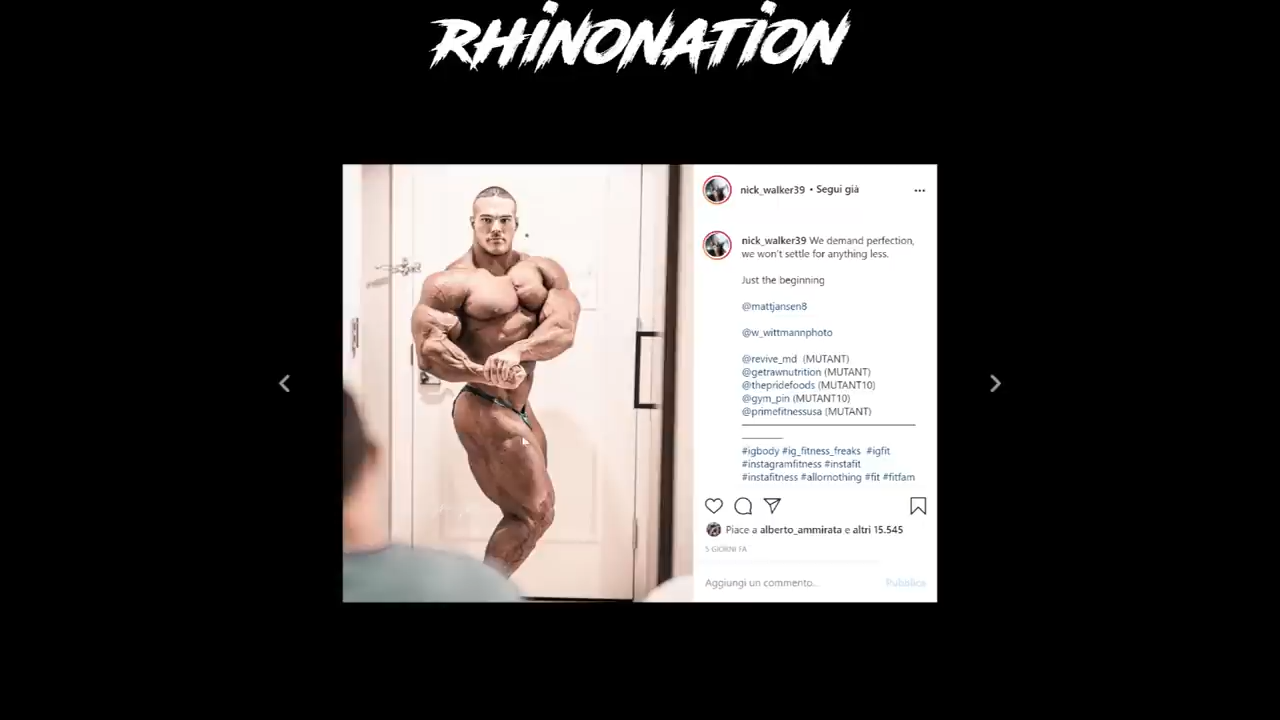 RHINONATION
nick_walker39 • Segui già
nick_walker39 We demand perfection,
we won't settle for anything less.
Just the beginning
@mattjansen8
@w_wittmannphoto
@revive_md (MUTANT)
@getrawnutrition (MUTANT)
@thepridefoods (MUTANT10)
@gym_pin (MUTANT10)
@primefitnessusa (MUTANT)
#igbody #ig_fitness_freaks #igfit
#instagramfitness #instafit
#instafitness #allornothing #fit #fitfam
Piace a alberto_ammirata e altri 15.545
5 GIORNI FA
Aggiungi un commento...
Pubblica